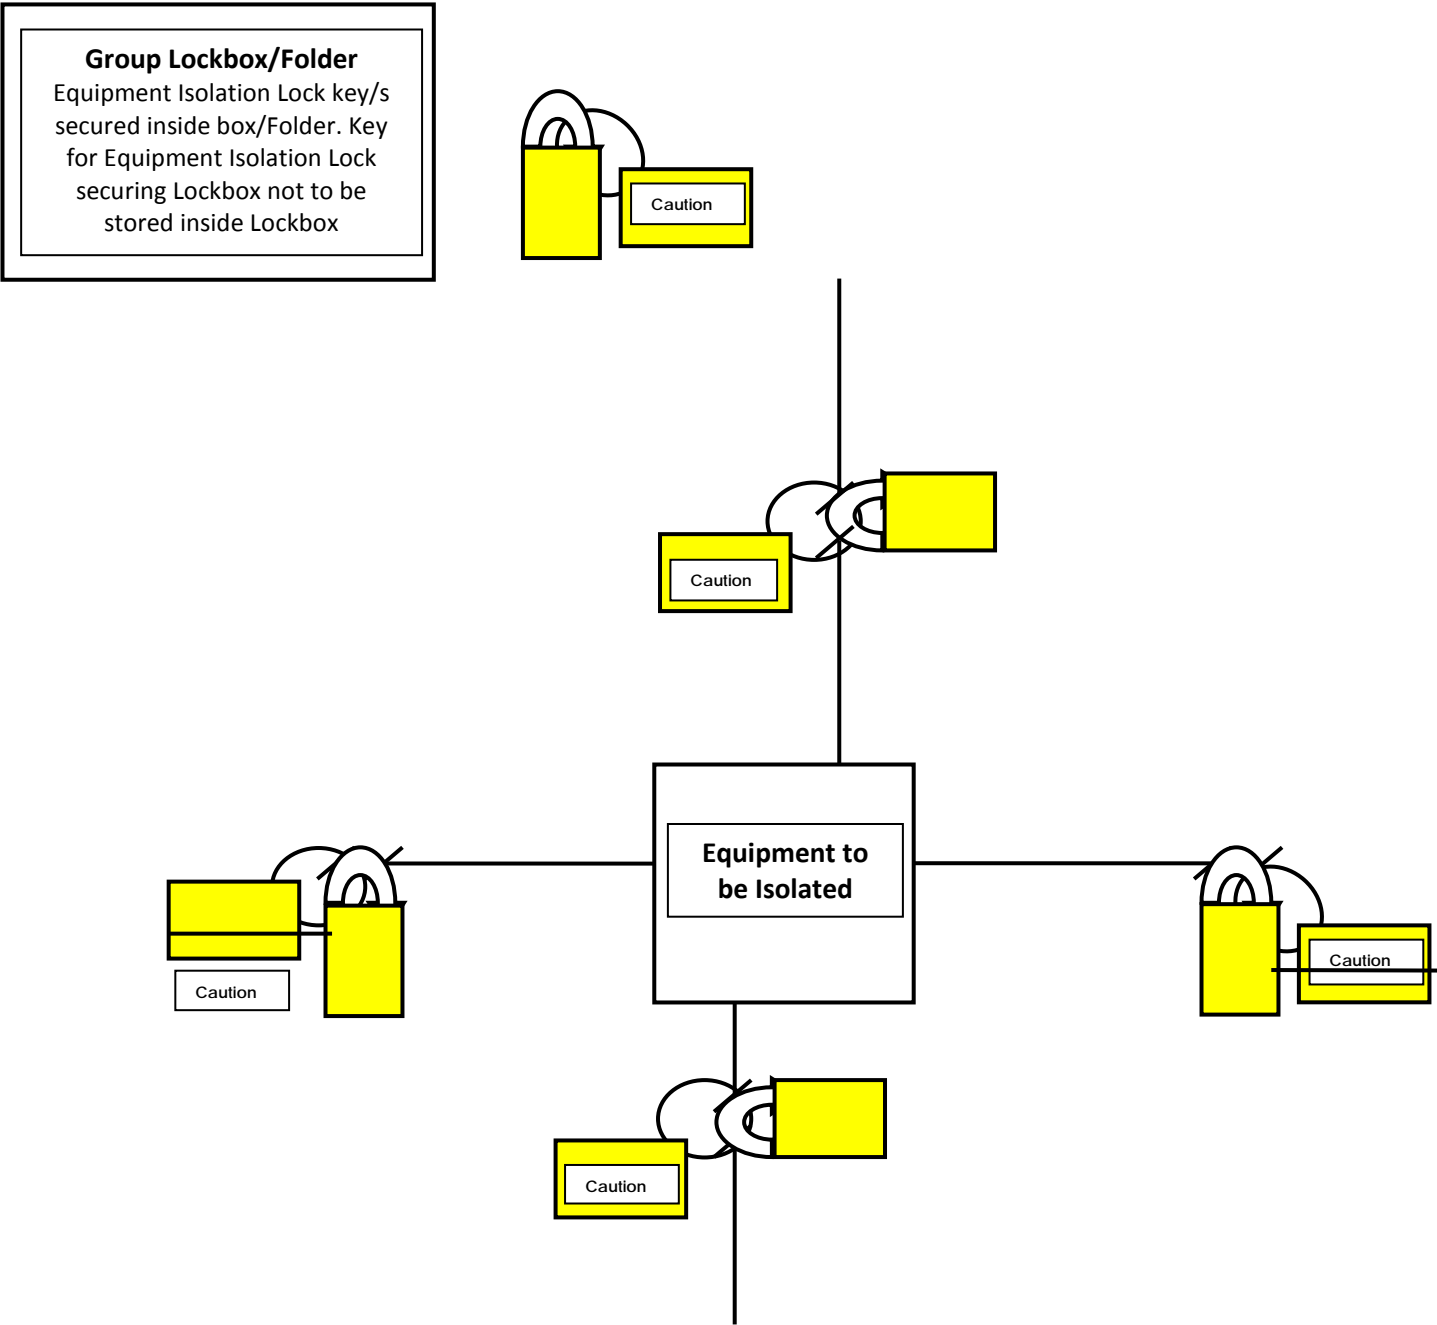 Group Lockbox/Folder
Equipment Isolation Lock key/s
secured inside box/Folder. Key
for Equipment Isolation Lock
securing Lockbox not to be
stored inside Lockbox
Caution
Caution
Equipment to
be Isolated
Caution
Caution
Caution